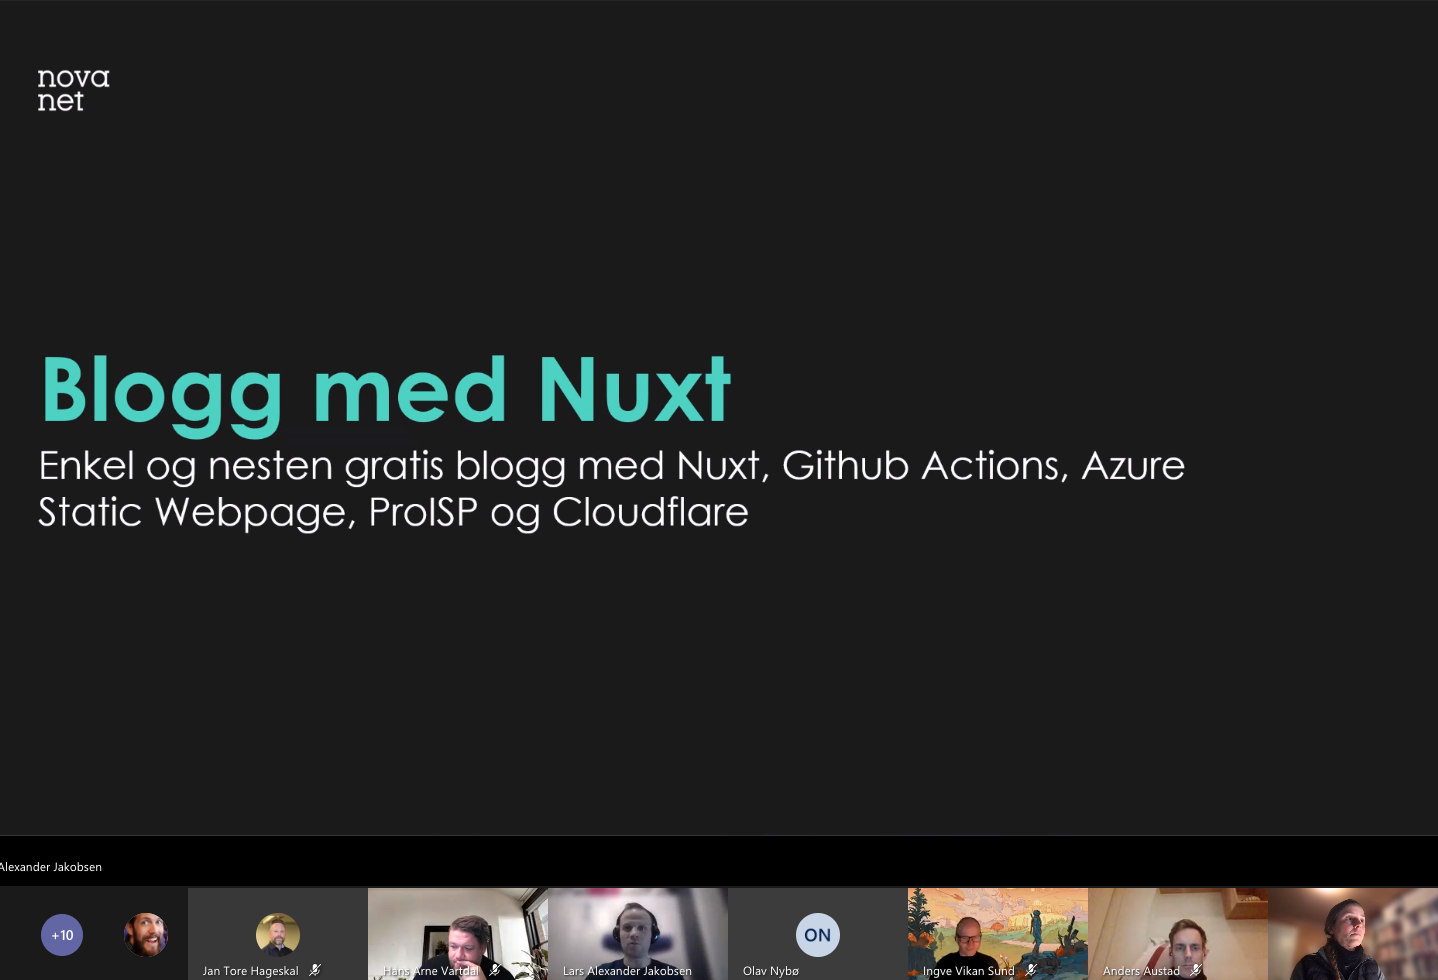 nova
net
Blogg med Nuxt
Enkel og nesten gratis blogg med Nuxt, Github Actions, Azure
Static Webpage, ProISP og Cloudflare
Alexander Jakobsen
+10
Jan Tore Hageskal
Hans Arne Vartdal
Lars Alexander Jakobsen
ON
Olav Nybø
Ingve Vikan Sund
Anders Austad